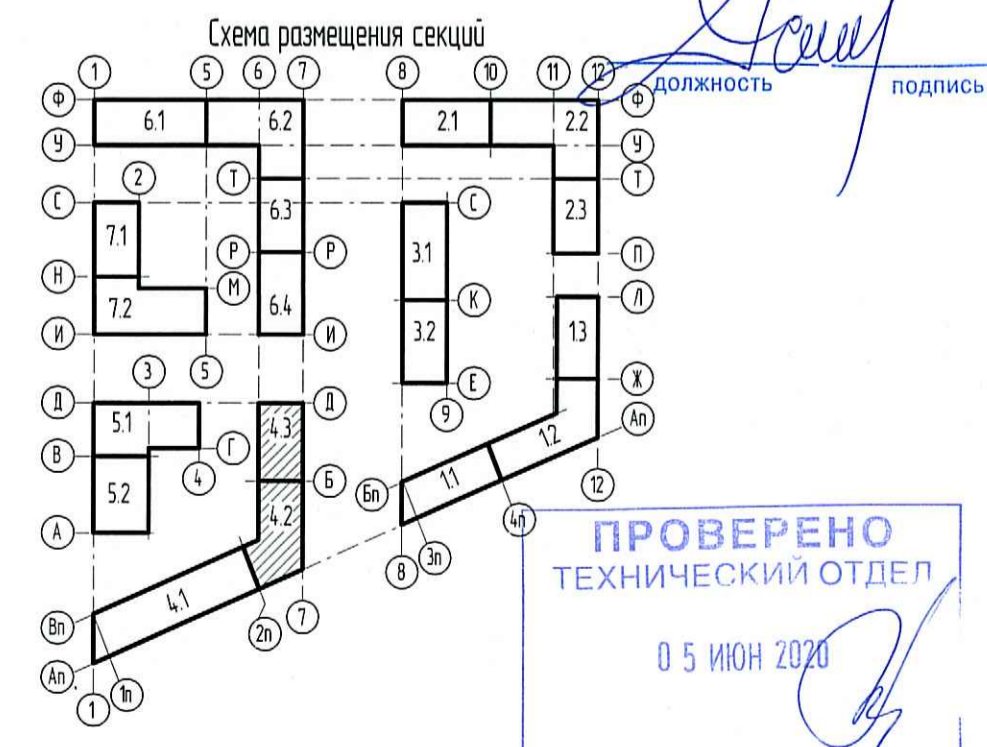 Схема размещения секций
должность подпись
1 5 6 7 8 10 11 12
Ф 6.1 6.2 2.1 2.2 Ф
У У
2 Т Т
С 6.3 С 2.3
7.1 3.1
Р Р П
Н М К Л
7.2 6.4 1.3
И И 3.2
3 5 Е Ж
9
Д 5.1 4.3 Д Ап
Г 1.2
В 4 Б Бп 1.1 12
5.2 4.2 4п
А 8 3п
4.1
Вп 2п 7
Ап 1п
1
ПРОВЕРЕНО
ТЕХНИЧЕСКИЙ ОТДЕЛ
0 5 ИЮН 2020